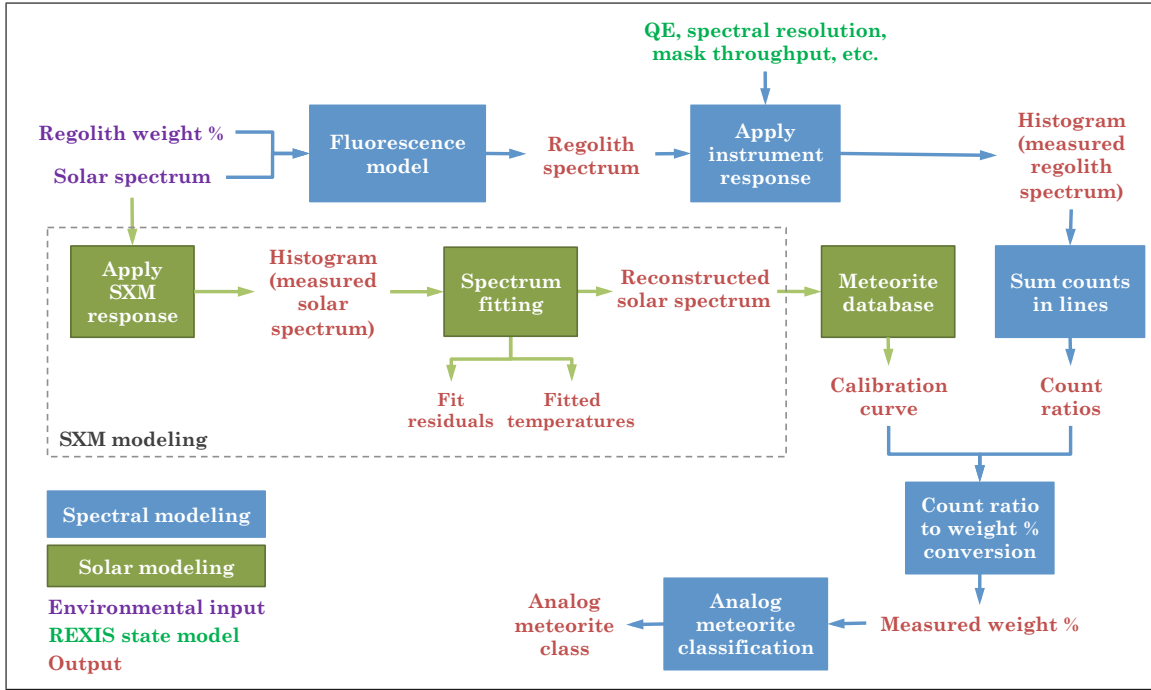 QE, spectral resolution,
mask throughput, etc.
Regolith weight %
Solar spectrum
Fluorescence
model
Regolith
spectrum
Apply
instrument
response
Histogram
(measured
regolith
spectrum)
Apply
SXM
response
Histogram
(measured
solar
spectrum)
Spectrum
fitting
Reconstructed
solar spectrum
Meteorite
database
Sum counts
in lines
Fit
residuals
Fitted
temperatures
Calibration
curve
Count
ratios
SXM modeling
Count ratio
to weight %
conversion
Spectral modeling
Solar modeling
Environmental input
REXIS state model
Output
Analog
meteorite
class
Analog
meteorite
classification
Measured weight %